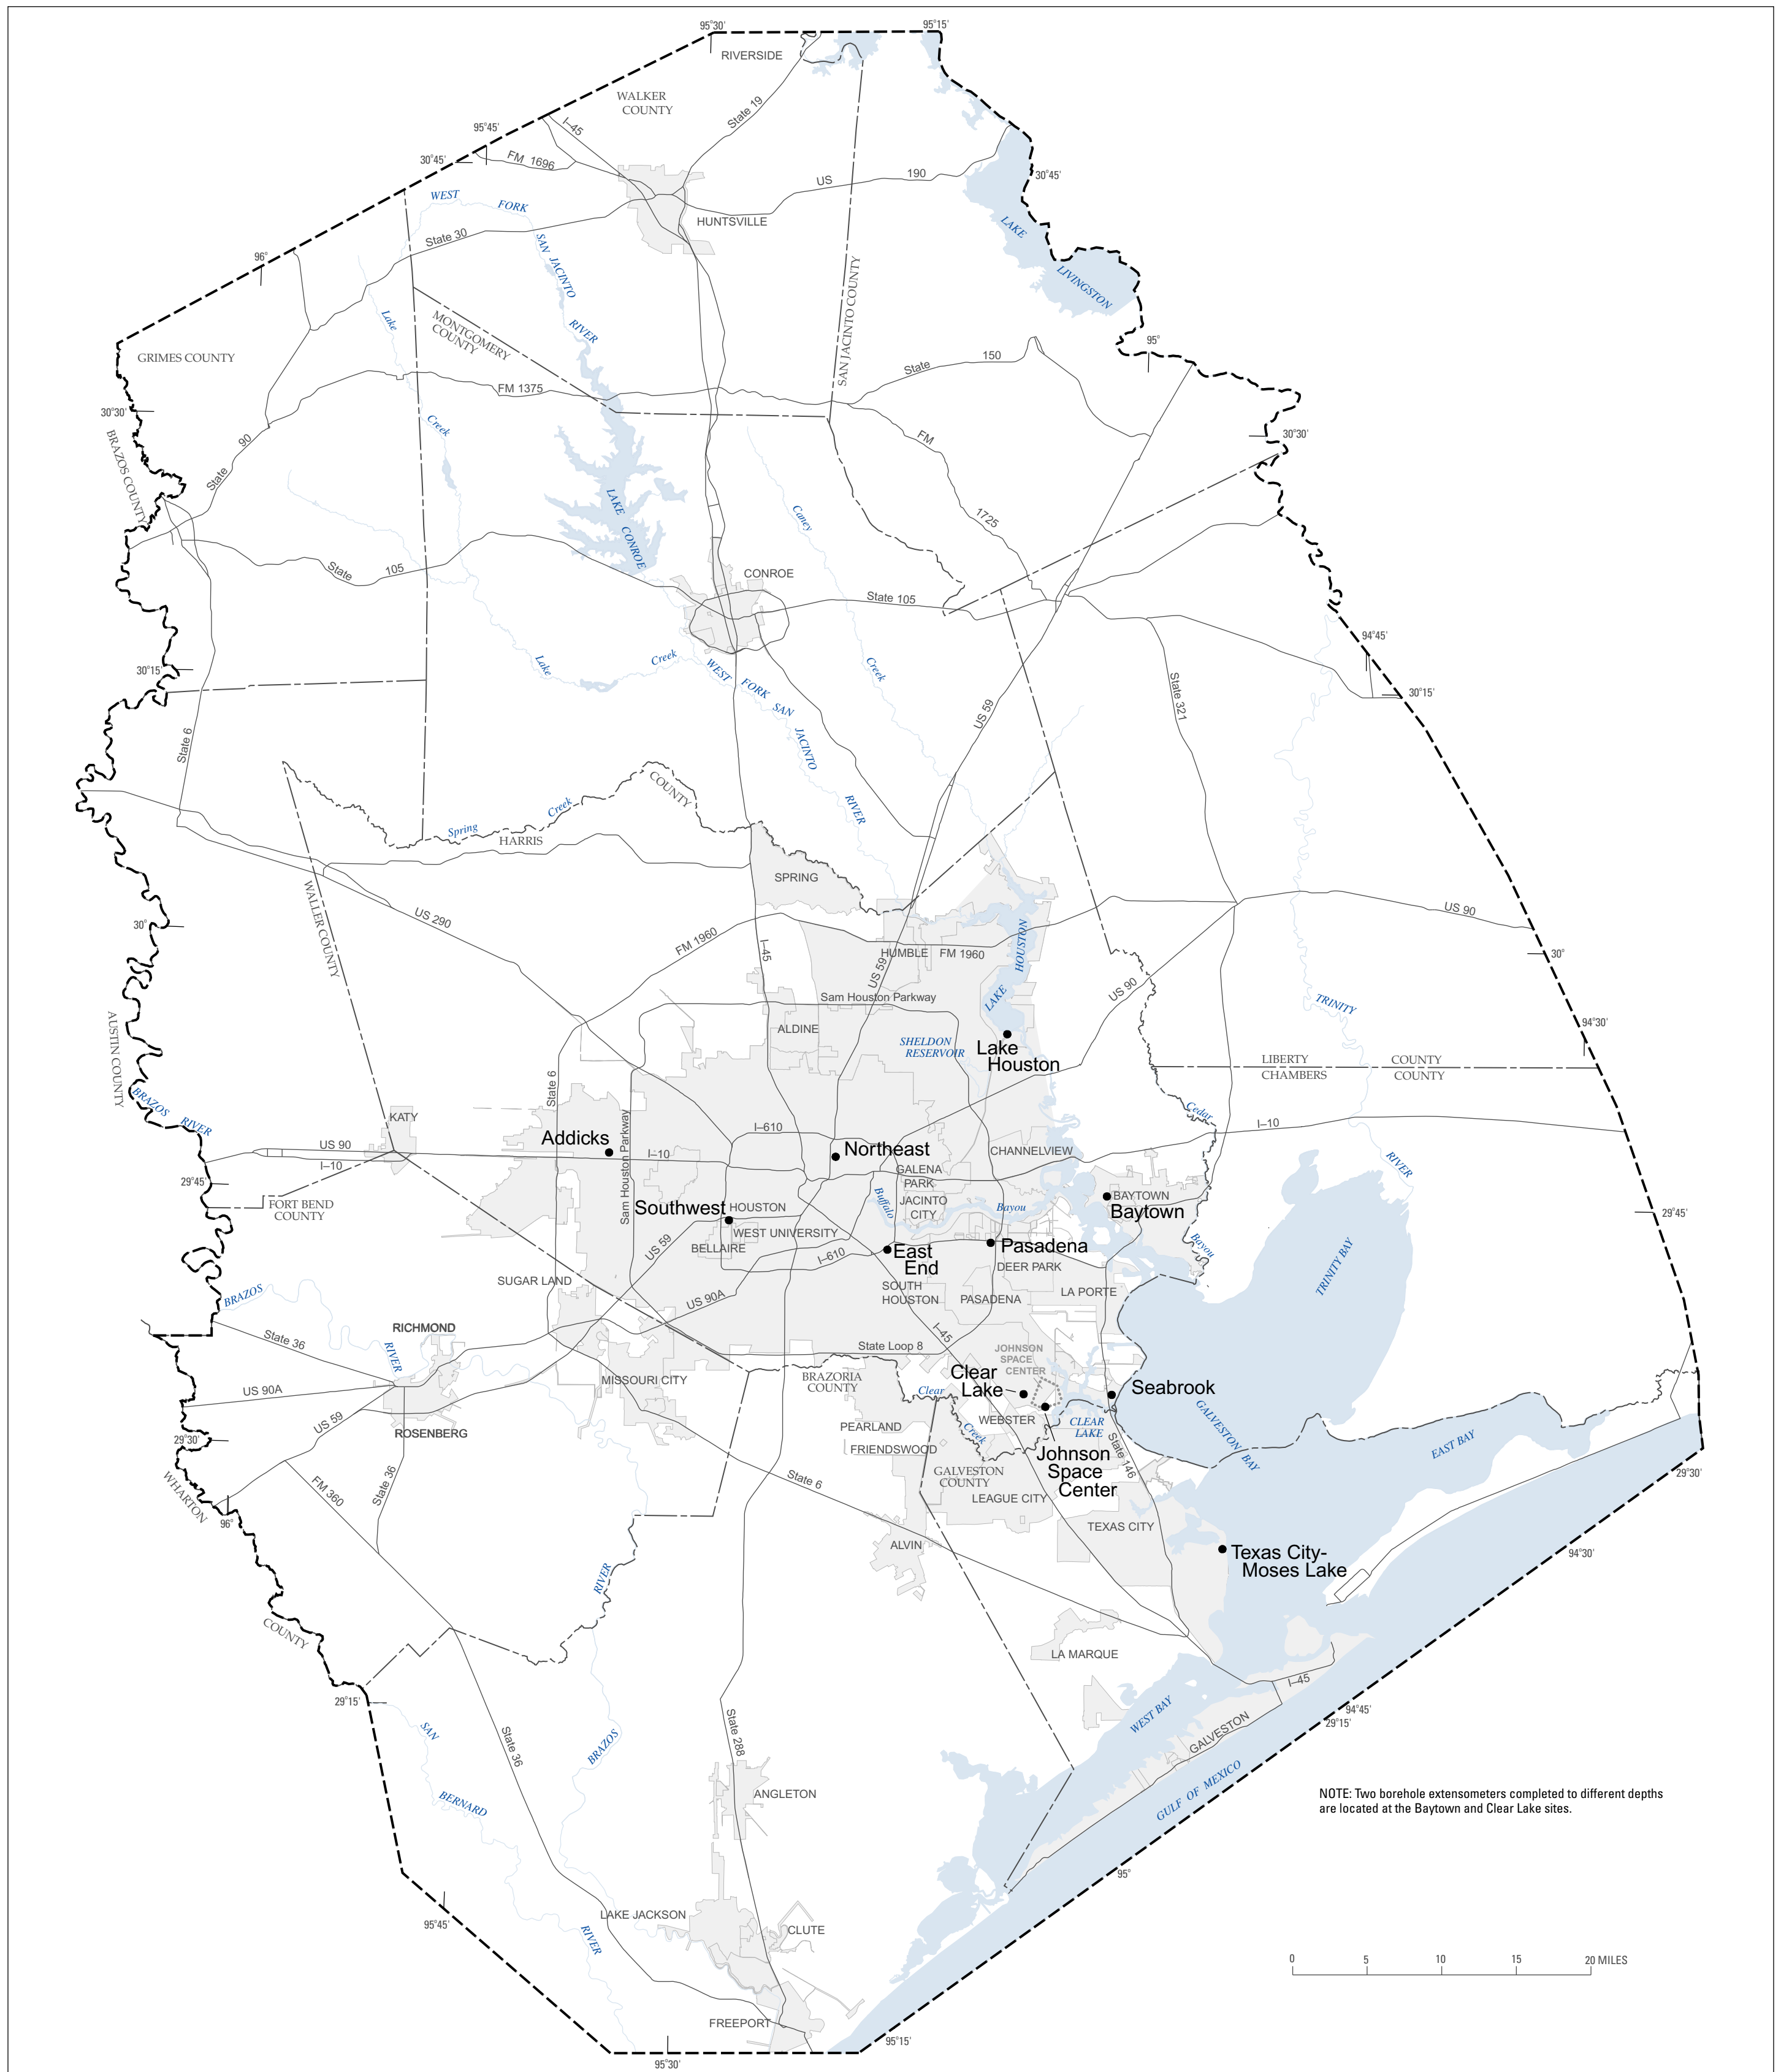 95°30'
95°15'
RIVERSIDE
WALKER
COUNTY
State 19
I–45
95°45'
30°45'
FM 1696
US
190
30°45'
WEST
FORK
HUNTSVILLE
LAKE
State 30
SAN JACINTO
96°
SAN JACINTO COUNTY
LIVINGSTON
RIVER
Lake
MONTGOMERY
COUNTY
GRIMES COUNTY
95°
State
150
FM 1375
30°30'
Creek
BRAZOS COUNTY
90
State
FM
30°30'
LAKE CONROE
Caney
1725
State
105
CONROE
State 105
94°45'
30°15'
Lake
Creek
WEST FORK SAN
JACINTO
RIVER
Creek
State 321
30°15'
US 59
State 6
COUNTY
Spring
Creek
HARRIS
SPRING
WALLER COUNTY
US 290
US 90
30°
FM 1960
I–45
HUMBLE
FM 1960
US 59
LAKE
HOUSTON
30°
US 90
Sam Houston Parkway
TRINITY
94°30'
ALDINE
SHELDON
RESERVOIR
Lake
Houston
AUSTIN COUNTY
LIBERTY
COUNTY
CHAMBERS
COUNTY
State 6
BRAZOS
RIVER
KATY
Cedar
I–10
Sam Houston Parkway
I–610
Addicks
US 90
I–10
I–10
Northeast
CHANNELVIEW
RIVER
GALENA
PARK
29°45'
FORT BEND
COUNTY
Southwest
HOUSTON
Buffalo
JACINTO
CITY
Bayou
BAYTOWN
Baytown
29°45'
WEST UNIVERSITY
BELLAIRE
US 59
I–610
East
End
Pasadena
Bayou
TRINITY BAY
DEER PARK
SUGAR LAND
BRAZOS
US 90A
SOUTH
HOUSTON
PASADENA
LA PORTE
RICHMOND
State 36
RIVER
I–45
State Loop 8
JOHNSON
SPACE
CENTER
MISSOURI CITY
BRAZORIA
COUNTY
Clear
Lake
Seabrook
US 90A
Clear
US 59
PEARLAND
Creek
WEBSTER
CLEAR
LAKE
GALVESTON BAY
ROSENBERG
29°30'
FRIENDSWOOD
State 146
EAST BAY
Johnson
Space
Center
WHARTON
FM 360
State 36
State 6
GALVESTON
COUNTY
29°30'
LEAGUE CITY
96°
TEXAS CITY
ALVIN
94°30'
Texas City-
Moses Lake
RIVER
COUNTY
LA MARQUE
I–45
29°15'
WEST BAY
94°45'
29°15'
SAN
State 36
BRAZOS
State 288
GALVESTON
GULF OF MEXICO
BERNARD
ANGLETON
NOTE: Two borehole extensometers completed to different depths
are located at the Baytown and Clear Lake sites.
95°
95°45'
LAKE JACKSON
CLUTE
RIVER
0
5
10
15
20 MILES
FREEPORT
95°15'
95°30'